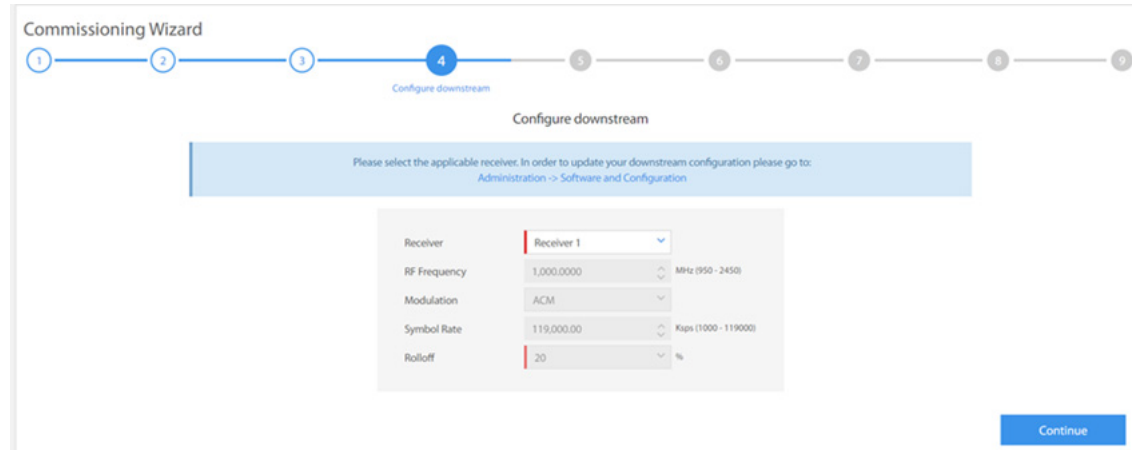 Commissioning Wizard
1 2 3 4 5 6 7 8 9
Configure downstream
Configure downstream
Please select the applicable receiver. In order to update your downstream configuration please go to:
Administration -> Software and Configuration
Receiver Receiver 1
RF Frequency 1,000.0000 MHz (950 - 2450)
Modulation ACM
Symbol Rate 119,000.00 Ksps (1000 - 119000)
Rolloff 20 %
Continue